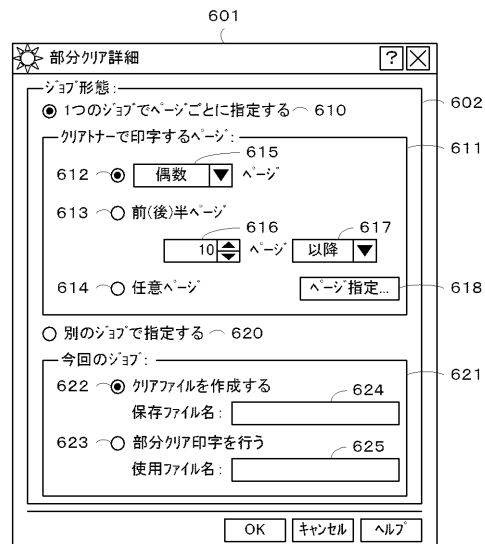 601
部分クリア詳細 ?
ジョブ形態:
602
1つのジョブでページごとに指定する 610
クリアトナーで印字するページ: 611
615
612 偶数 ページ
613 前(後)半ページ
616 617
10 ページ 以降
614 任意ページ ページ指定... 618
別のジョブで指定する 620
今回のジョブ: 621
622 クリアファイルを作成する 624
保存ファイル名:
623 部分クリア印字を行う 625
使用ファイル名:
OK キャンセル ヘルプ